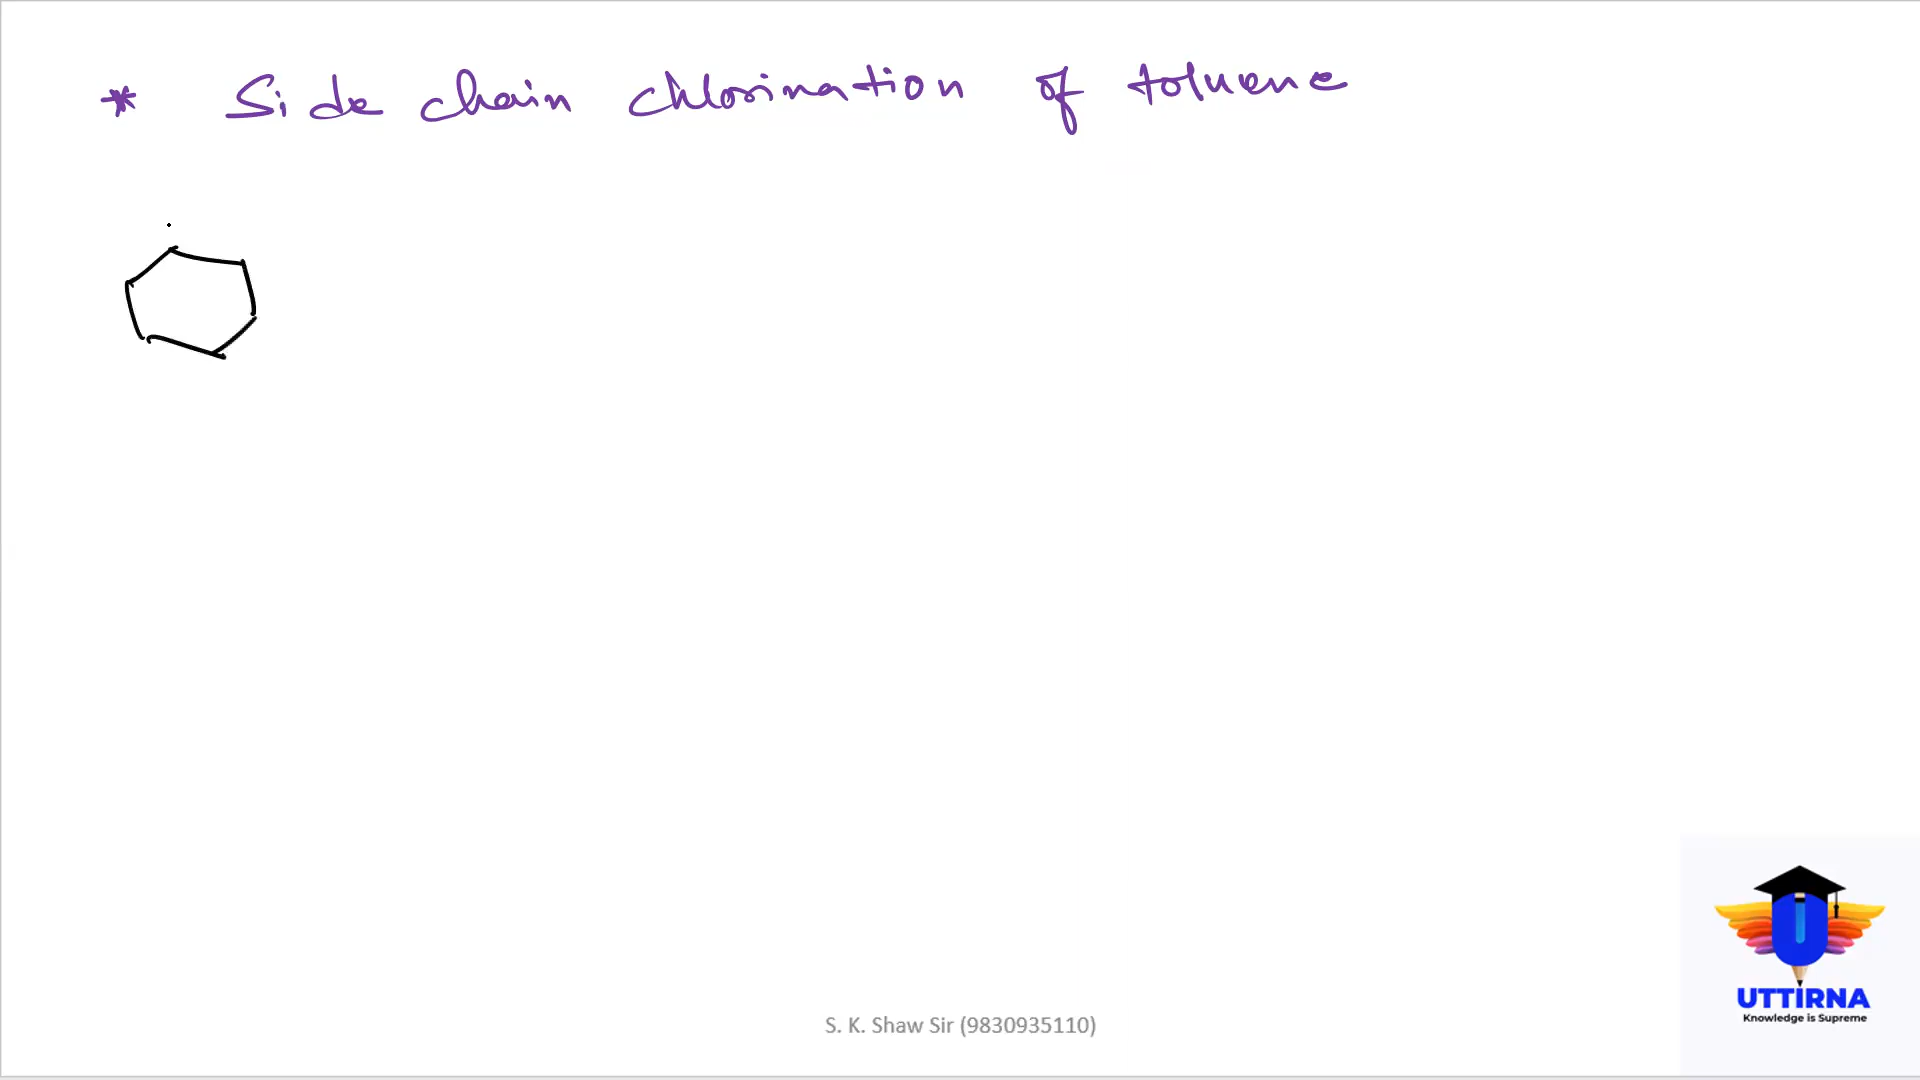 * Side chain chlorination of toluene
S. K. Shaw Sir (9830935110)
UTTIRNA
Knowledge is Supreme